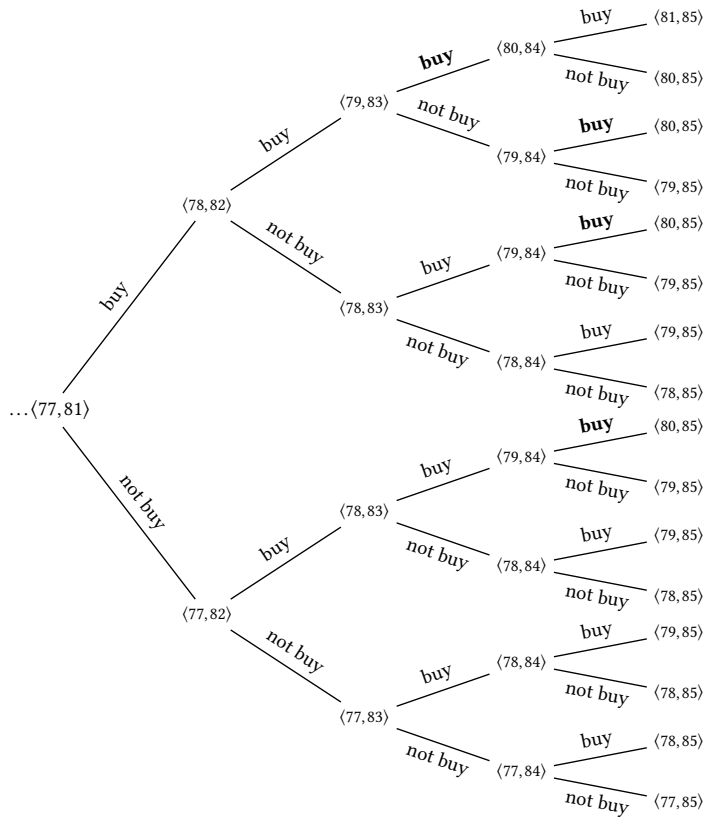 buy
⟨81, 85⟩
⟨80, 84⟩
buy
not buy
⟨80, 85⟩
⟨79, 83⟩
not buy
buy
⟨80, 85⟩
⟨79, 84⟩
buy
not buy
⟨79, 85⟩
⟨78, 82⟩
buy
⟨80, 85⟩
not buy
⟨79, 84⟩
buy
not buy
⟨79, 85⟩
buy
⟨78, 83⟩
buy
⟨79, 85⟩
not buy
⟨78, 84⟩
not buy
⟨78, 85⟩
…⟨77, 81⟩
buy
⟨80, 85⟩
⟨79, 84⟩
buy
not buy
⟨79, 85⟩
not buy
⟨78, 83⟩
buy
buy
⟨79, 85⟩
not buy
⟨78, 84⟩
not buy
⟨78, 85⟩
⟨77, 82⟩
buy
⟨79, 85⟩
not buy
⟨78, 84⟩
buy
not buy
⟨78, 85⟩
⟨77, 83⟩
buy
⟨78, 85⟩
not buy
⟨77, 84⟩
not buy
⟨77, 85⟩